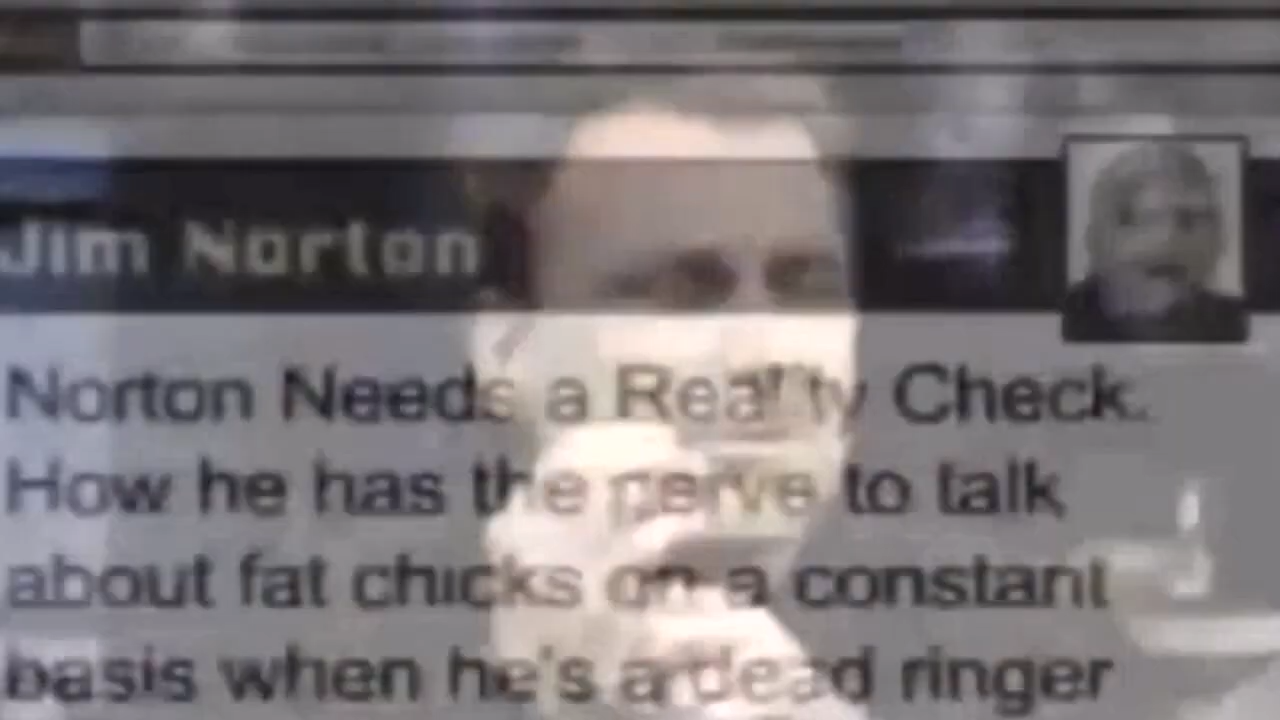 Jim Norton
Norton Needs a Reality Check.
How he has the nerve to talk
about fat chicks on a constant
basis when he's a dead ringer